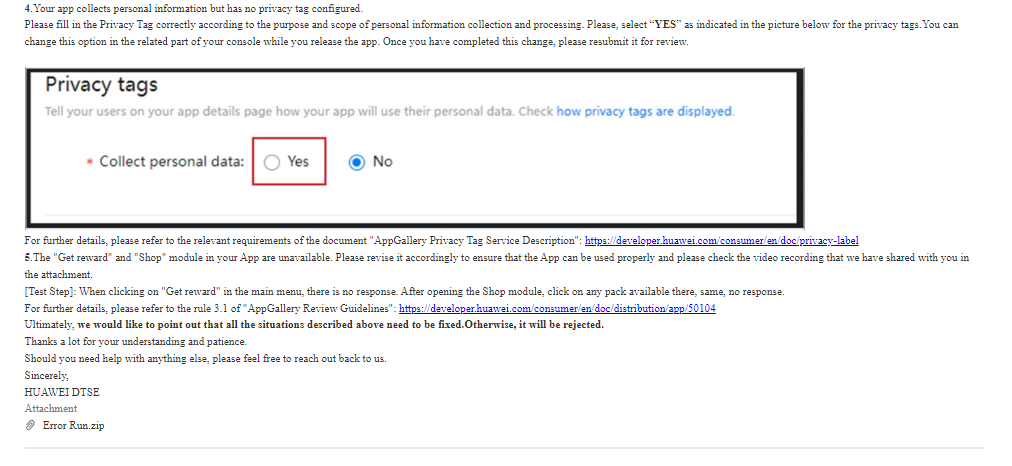 4.Your app collects personal information but has no privacy tag configured.
Please fill in the Privacy Tag correctly according to the purpose and scope of personal information collection and processing. Please, select “YES” as indicated in the picture below for the privacy tags.You can
change this option in the related part of your console while you release the app. Once you have completed this change, please resubmit it for review.
Privacy tags
Tell your users on your app details page how your app will use their personal data. Check how privacy tags are displayed.
* Collect personal data: Yes No
For further details, please refer to the relevant requirements of the document "AppGallery Privacy Tag Service Description": https://developer.huawei.com/consumer/en/doc/privacy-label
5.The "Get reward" and "Shop" module in your App are unavailable. Please revise it accordingly to ensure that the App can be used properly and please check the video recording that we have shared with you in
the attachment.
[Test Step]: When clicking on "Get reward" in the main menu, there is no response. After opening the Shop module, click on any pack available there, same, no response.
For further details, please refer to the rule 3.1 of "AppGallery Review Guidelines": https://developer.huawei.com/consumer/en/doc/distribution/app/50104
Ultimately, we would like to point out that all the situations described above need to be fixed.Otherwise, it will be rejected.
Thanks a lot for your understanding and patience.
Should you need help with anything else, please feel free to reach out back to us.
Sincerely,
HUAWEI DTSE
Attachment
Error Run.zip